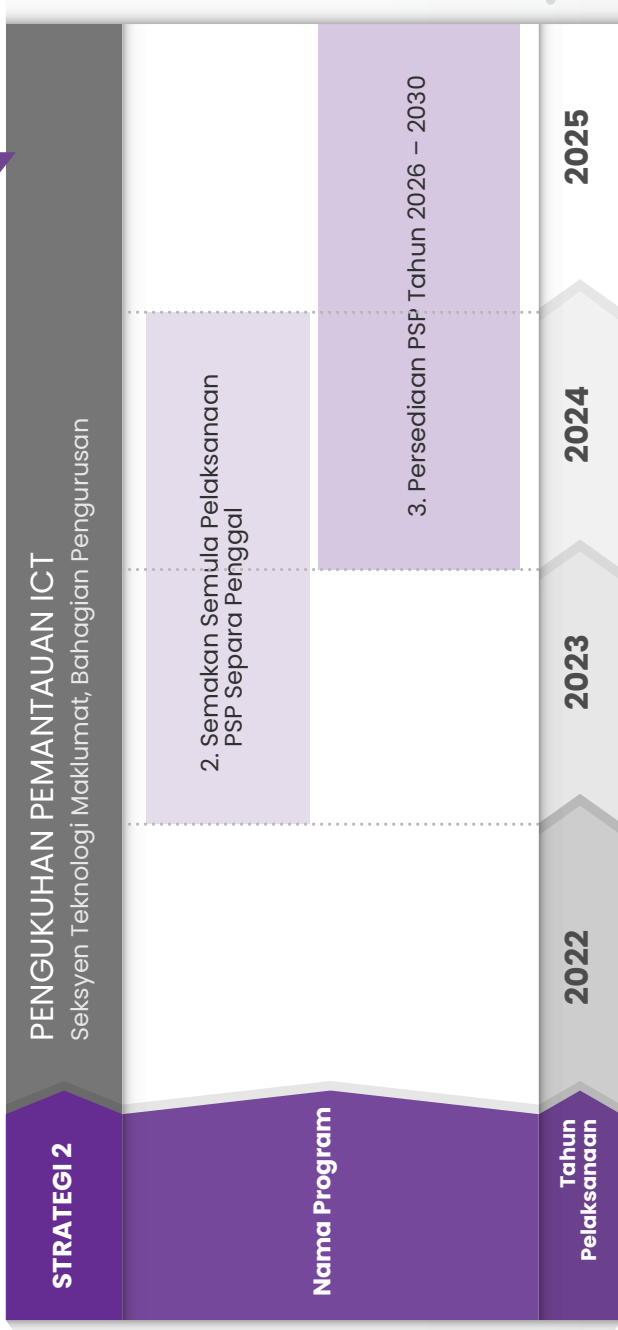 STRATEGI 2
PENGUKUHAN PEMANTAUAN ICT
Seksyen Teknologi Maklumat, Bahagian Pengurusan
Nama Program
2. Semakan Semula Pelaksanaan
PSP Separa Penggal
3. Persediaan PSP Tahun 2026 – 2030
Tahun
Pelaksanaan
2022
2023
2024
2025